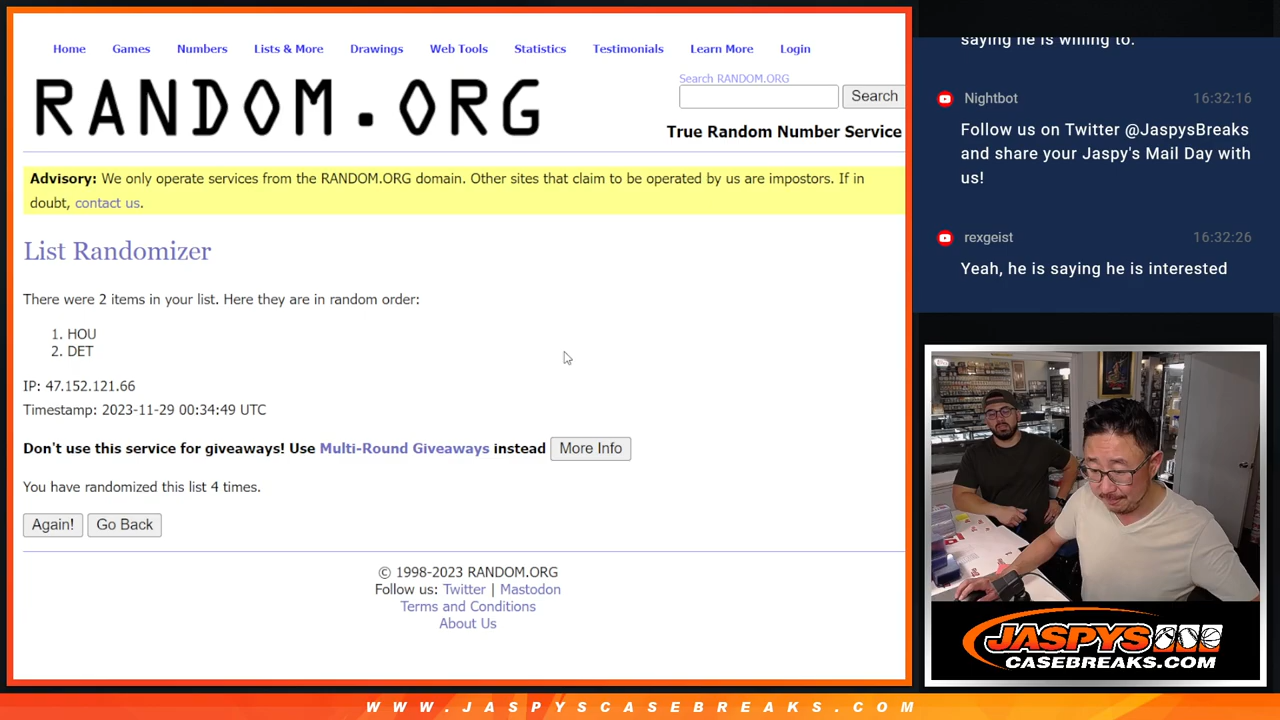 Home Games Numbers Lists & More Drawings Web Tools Statistics Testimonials Learn More Login
RANDOM.ORG
Search RANDOM.ORG
Search
True Random Number Service
Advisory: We only operate services from the RANDOM.ORG domain. Other sites that claim to be operated by us are impostors. If in
doubt, contact us.
List Randomizer
There were 2 items in your list. Here they are in random order:
1. HOU
2. DET
IP: 47.152.121.66
Timestamp: 2023-11-29 00:34:49 UTC
Don't use this service for giveaways! Use Multi-Round Giveaways instead More Info
You have randomized this list 4 times.
Again! Go Back
© 1998-2023 RANDOM.ORG
Follow us: Twitter | Mastodon
Terms and Conditions
About Us
saying he is willing to.
Nightbot 16:32:16
Follow us on Twitter @JaspysBreaks
and share your Jaspy's Mail Day with
us!
rexgeist 16:32:26
Yeah, he is saying he is interested
JASPYS
CASEBREAKS.COM
WWW.JASPYSCASEBREAKS.COM